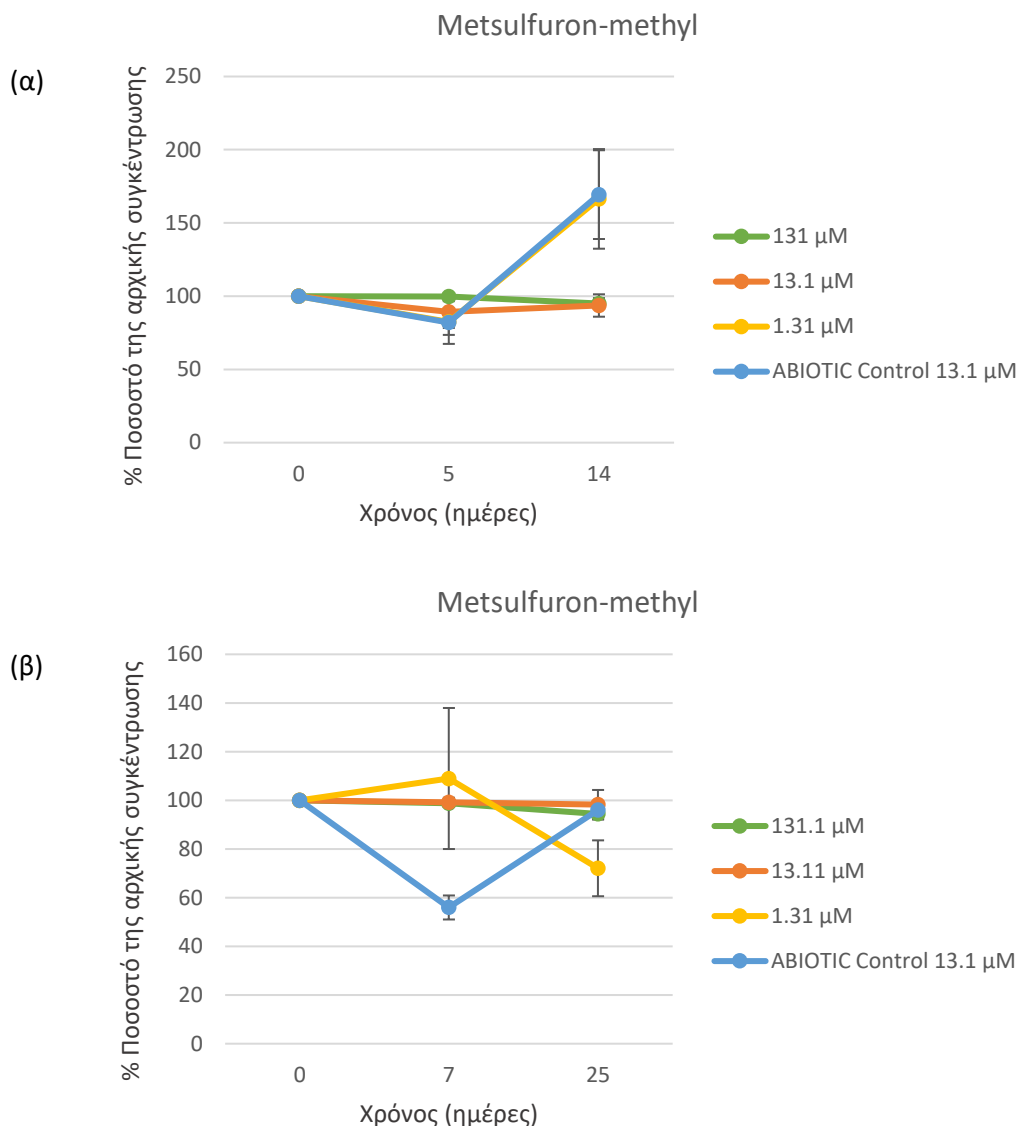 Metsulfuron-methyl
(α)
% Ποσοστό της αρχικής συγκέντρωσης
250
200
150
100
50
0
0 5 14
Χρόνος (ημέρες)
131 μM
13.1 μM
1.31 μM
ABIOTIC Control 13.1 μM
Metsulfuron-methyl
(β)
% Ποσοστό της αρχικής συγκέντρωσης
160
140
120
100
80
60
40
20
0
0 7 25
Χρόνος (ημέρες)
131.1 μM
13.11 μM
1.31 μM
ABIOTIC Control 13.1 μM